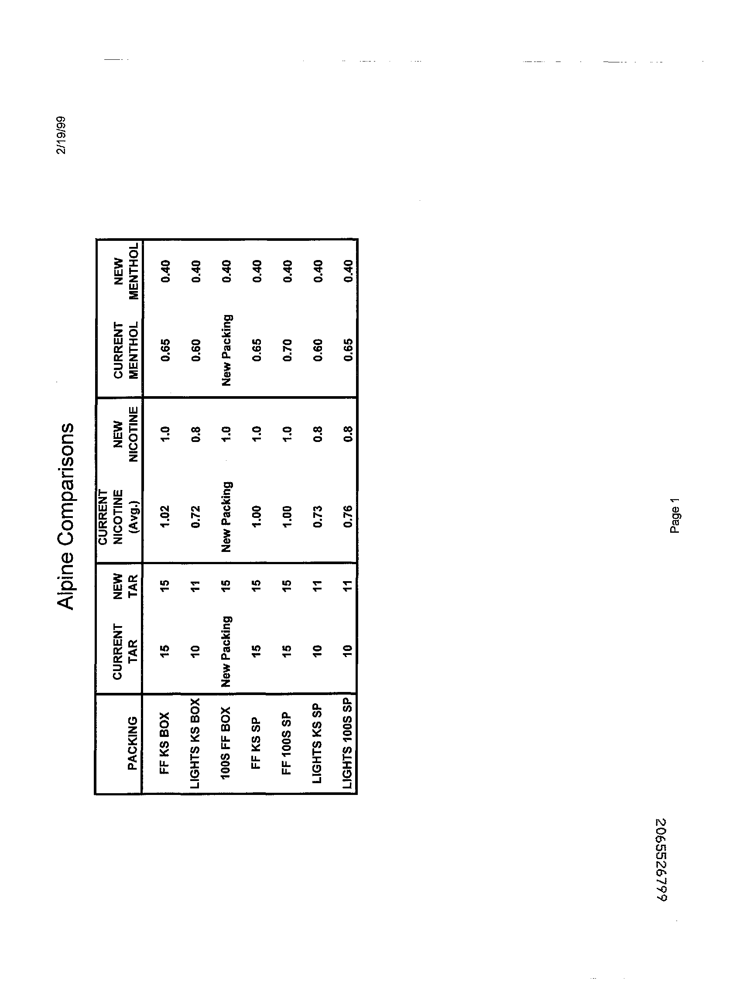 2/19/99
Alpine Comparisons
PACKING CURRENT TAR NEW TAR CURRENT NICOTINE (Avg.) NEW NICOTINE CURRENT MENTHOL NEW MENTHOL
FF KS BOX 15 15 1.02 1.0 0.65 0.40
LIGHTS KS BOX 10 11 0.72 0.8 0.60 0.40
100S FF BOX New Packing 15 New Packing 1.0 New Packing 0.40
FF KS SP 15 15 1.00 1.0 0.65 0.40
FF 100S SP 15 15 1.00 1.0 0.70 0.40
LIGHTS KS SP 10 11 0.73 0.8 0.60 0.40
LIGHTS 100S SP 10 11 0.76 0.8 0.65 0.40
Page 1
2065526799